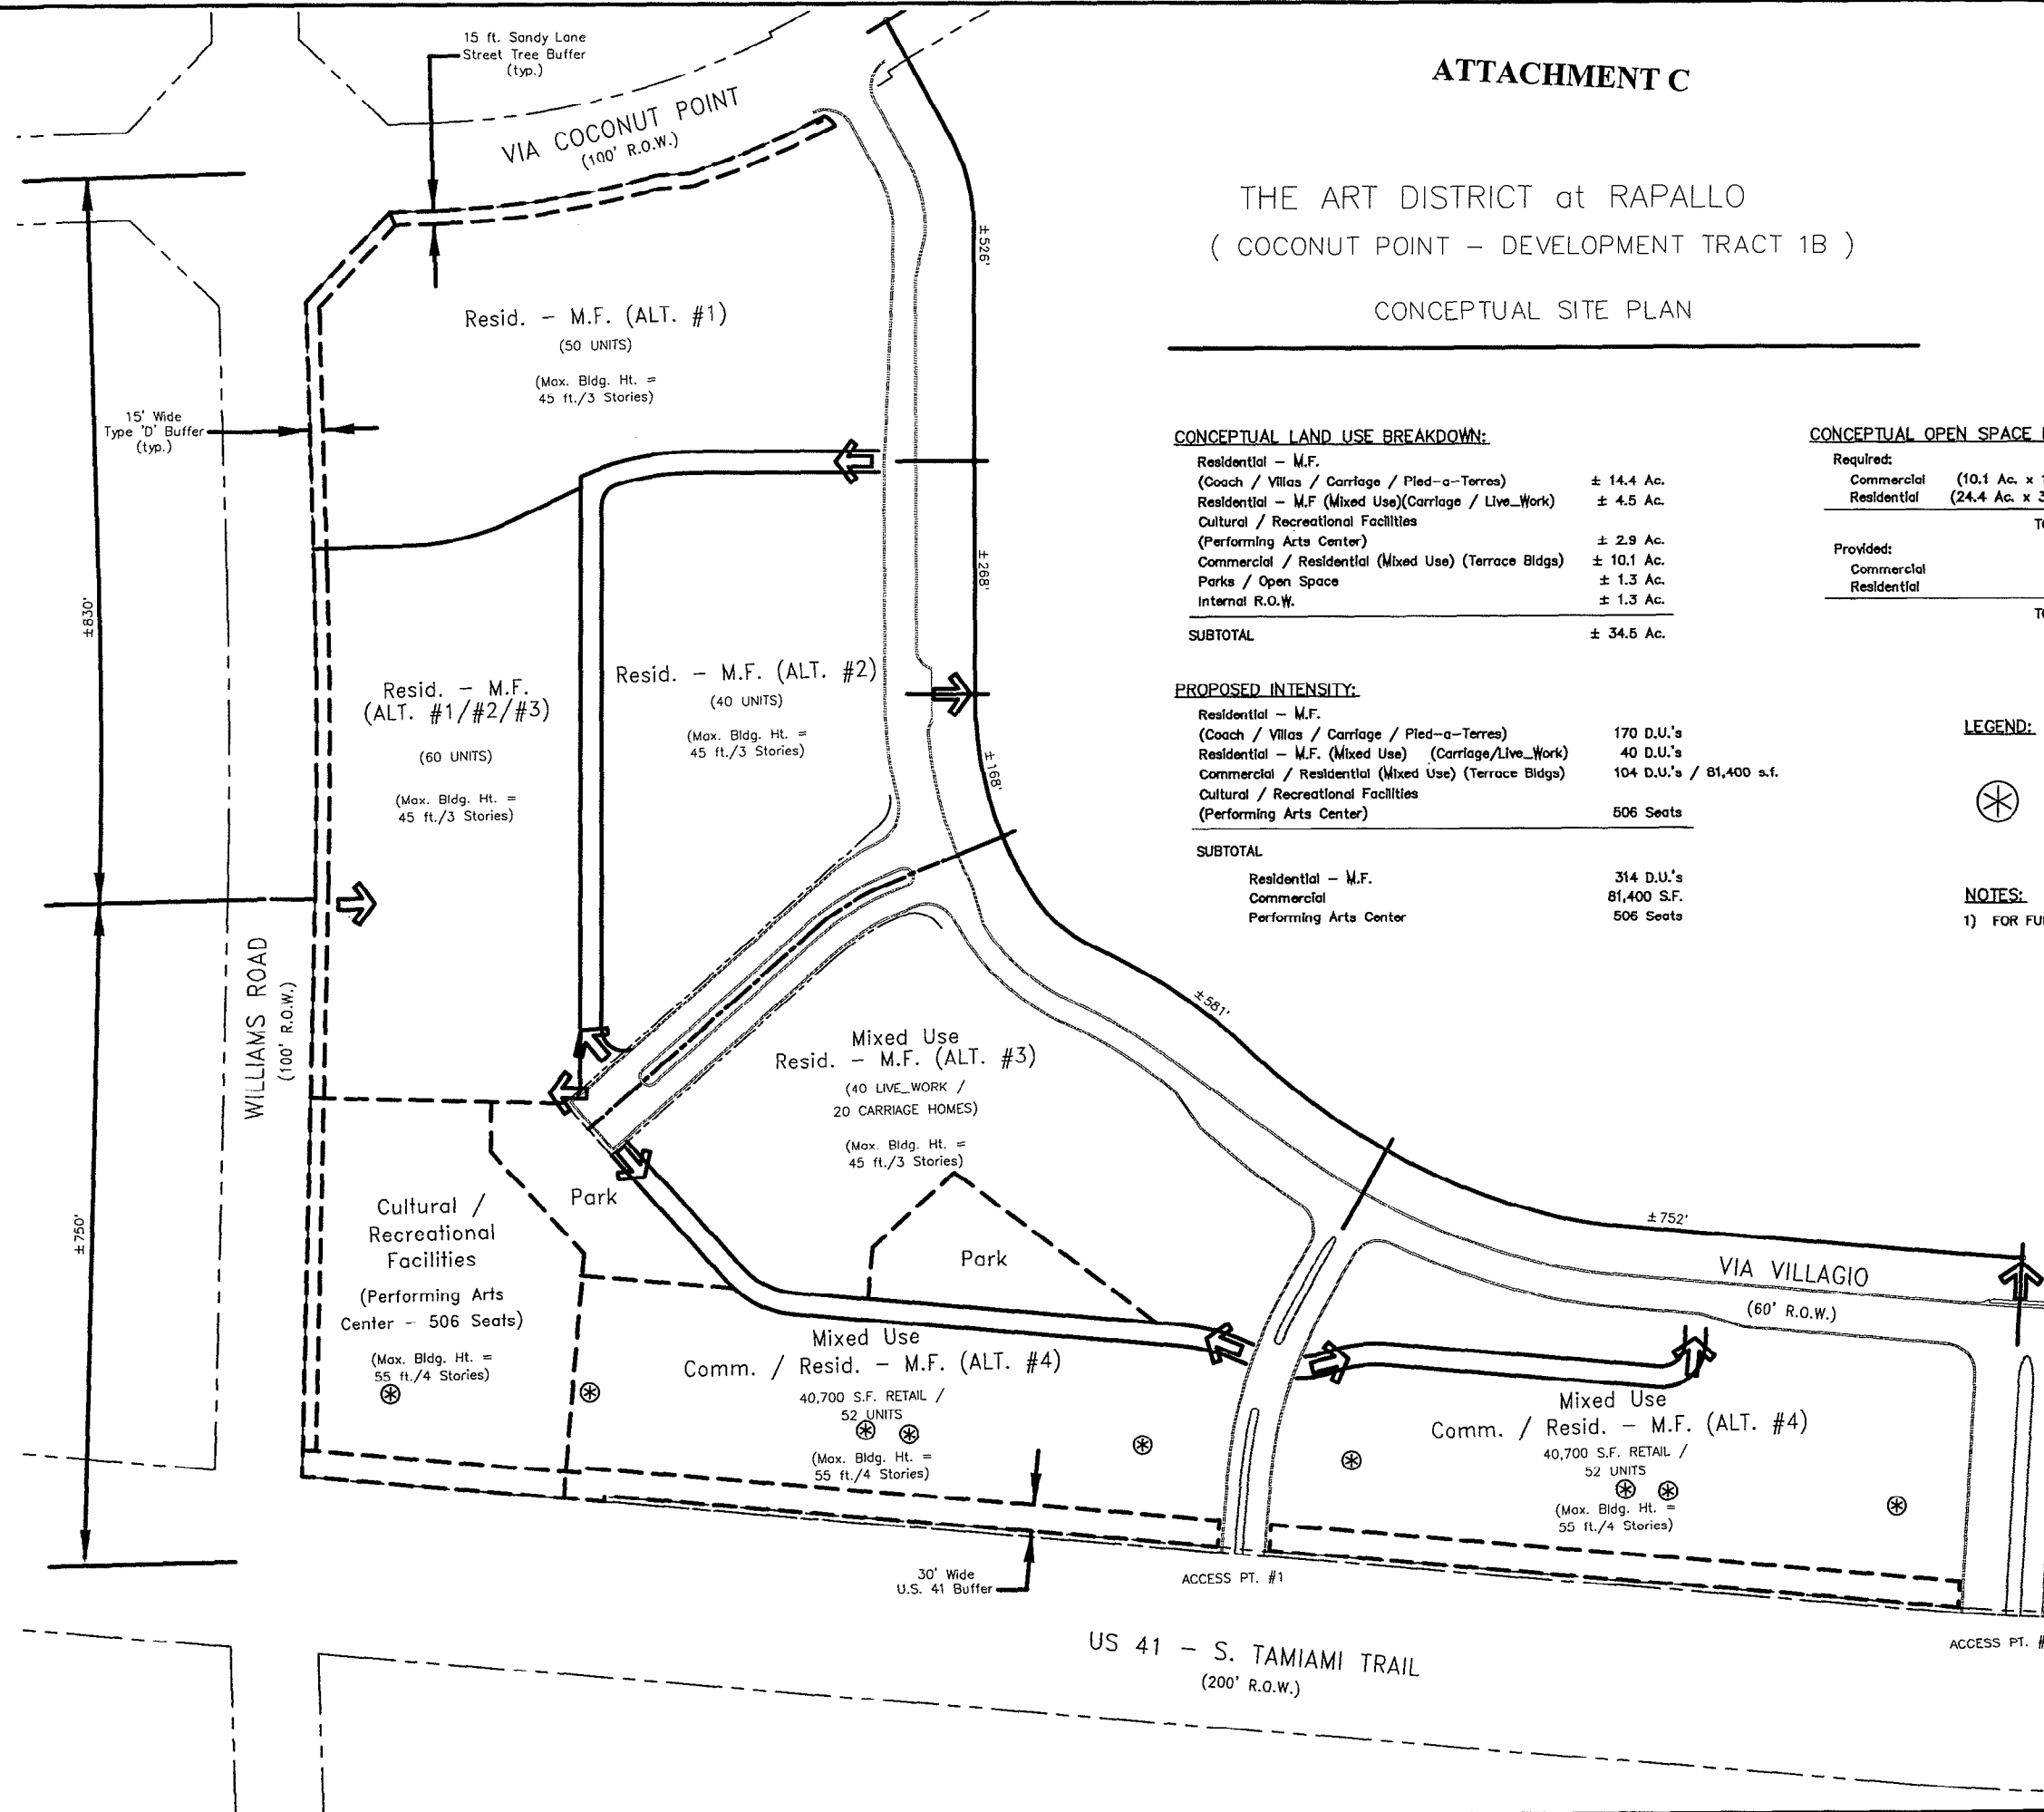 ATTACHMENT C
THE ART DISTRICT at RAPALLO
( COCONUT POINT – DEVELOPMENT TRACT 1B )
CONCEPTUAL SITE PLAN
15 ft. Sandy Lane
Street Tree Buffer
(typ.)
VIA COCONUT POINT
(100' R.O.W.)
±526'
Resid. – M.F. (ALT. #1)
(50 UNITS)
(Max. Bldg. Ht. =
45 ft./3 Stories)
15' Wide
Type 'D' Buffer
(typ.)
±830'
±268'
Resid. – M.F.
(ALT. #1/#2/#3)
(60 UNITS)
(Max. Bldg. Ht. =
45 ft./3 Stories)
Resid. – M.F. (ALT. #2)
(40 UNITS)
(Max. Bldg. Ht. =
45 ft./3 Stories)
±168'
CONCEPTUAL LAND USE BREAKDOWN:
Residential – M.F.
(Coach / Villas / Carriage / Pied-a-Terres) ± 14.4 Ac.
Residential – M.F (Mixed Use)(Carriage / Live_Work) ± 4.5 Ac.
Cultural / Recreational Facilities
(Performing Arts Center) ± 2.9 Ac.
Commercial / Residential (Mixed Use) (Terrace Bldgs) ± 10.1 Ac.
Parks / Open Space ± 1.3 Ac.
Internal R.O.W. ± 1.3 Ac.
SUBTOTAL ± 34.5 Ac.
CONCEPTUAL OPEN SPACE
Required:
Commercial (10.1 Ac. x
Residential (24.4 Ac. x 3
Provided:
Commercial
Residential
PROPOSED INTENSITY:
Residential – M.F.
(Coach / Villas / Carriage / Pied-a-Terres) 170 D.U.'s
Residential – M.F. (Mixed Use) (Carriage/Live_Work) 40 D.U.'s
Commercial / Residential (Mixed Use) (Terrace Bldgs) 104 D.U.'s / 81,400 s.f.
Cultural / Recreational Facilities
(Performing Arts Center) 506 Seats
SUBTOTAL
Residential – M.F. 314 D.U.'s
Commercial 81,400 S.F.
Performing Arts Center 506 Seats
LEGEND:
NOTES:
1) FOR
WILLIAMS ROAD
(100' R.O.W.)
±581'
Mixed Use
Resid. – M.F. (ALT. #3)
(40 LIVE_WORK /
20 CARRIAGE HOMES)
(Max. Bldg. Ht. =
45 ft./3 Stories)
±750'
Cultural /
Recreational
Facilities
(Performing Arts
Center – 506 Seats)
(Max. Bldg. Ht. =
55 ft./4 Stories)
Park
Park
±752'
VIA VILLAGIO
(60' R.O.W.)
Mixed Use
Comm. / Resid. – M.F. (ALT. #4)
40,700 S.F. RETAIL /
52 UNITS
(Max. Bldg. Ht. =
55 ft./4 Stories)
Mixed Use
Comm. / Resid. – M.F. (ALT. #4)
40,700 S.F. RETAIL /
52 UNITS
(Max. Bldg. Ht. =
55 ft./4 Stories)
30' Wide
U.S. 41 Buffer
ACCESS PT. #1
ACCESS PT. #
US 41 – S. TAMIAMI TRAIL
(200' R.O.W.)